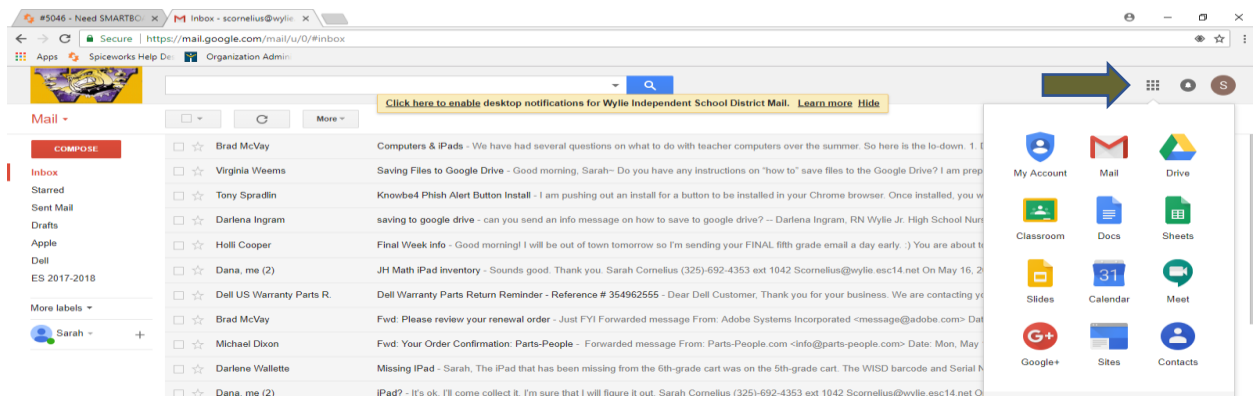 #5046 - Need SMARTBO
Inbox - scornelius@wylie
Secure | https://mail.google.com/mail/u/0/#inbox
Apps Spiceworks Help De Organization Admin
Click here to enable desktop notifications for Wylie Independent School District Mail. Learn more Hide
S
Mail
More
COMPOSE
Inbox
Starred
Sent Mail
Drafts
Apple
Dell
ES 2017-2018
More labels
Sarah
+
Brad McVay Computers & iPads - We have had several questions on what to do with teacher computers over the summer. So here is the lo-down. 1.
Virginia Weems Saving Files to Google Drive - Good morning, Sarah~ Do you have any instructions on "how to" save files to the Google Drive? I am prep
Tony Spradlin Knowbe4 Phish Alert Button Install - I am pushing out an install for a button to be installed in your Chrome browser. Once installed, you w
Darlena Ingram saving to google drive - can you send an info message on how to save to google drive? -- Darlena Ingram, RN Wylie Jr. High School Nurs
Holli Cooper Final Week info - Good morning! I will be out of town tomorrow so I'm sending your FINAL fifth grade email a day early. :) You are about t
Dana, me (2) JH Math iPad inventory - Sounds good. Thank you. Sarah Cornelius (325)-692-4353 ext 1042 Scornelius@wylie.esc14.net On May 16, 2
Dell US Warranty Parts R. Dell Warranty Parts Return Reminder - Reference # 354962555 - Dear Dell Customer, Thank you for your business. We are contacting yo
Brad McVay Fwd: Please review your renewal order - Just FYI Forwarded message From: Adobe Systems Incorporated <message@adobe.com> Dat
Michael Dixon Fwd: Your Order Confirmation: Parts-People - Forwarded message From: Parts-People.com <info@parts-people.com> Date: Mon, May
Darlene Wallette Missing IPad - Sarah, The iPad that has been missing from the 6th-grade cart was on the 5th-grade cart. The WISD barcode and Serial N
Dana, me (2) iPad? - It's ok, I'll come collect it, I'm sure that I will figure it out. Sarah Cornelius (325)-692-4353 ext 1042 Scornelius@wylie.esc14.net O
My Account Mail Drive
Classroom Docs Sheets
31
Slides Calendar Meet
G+
Google+ Sites Contacts